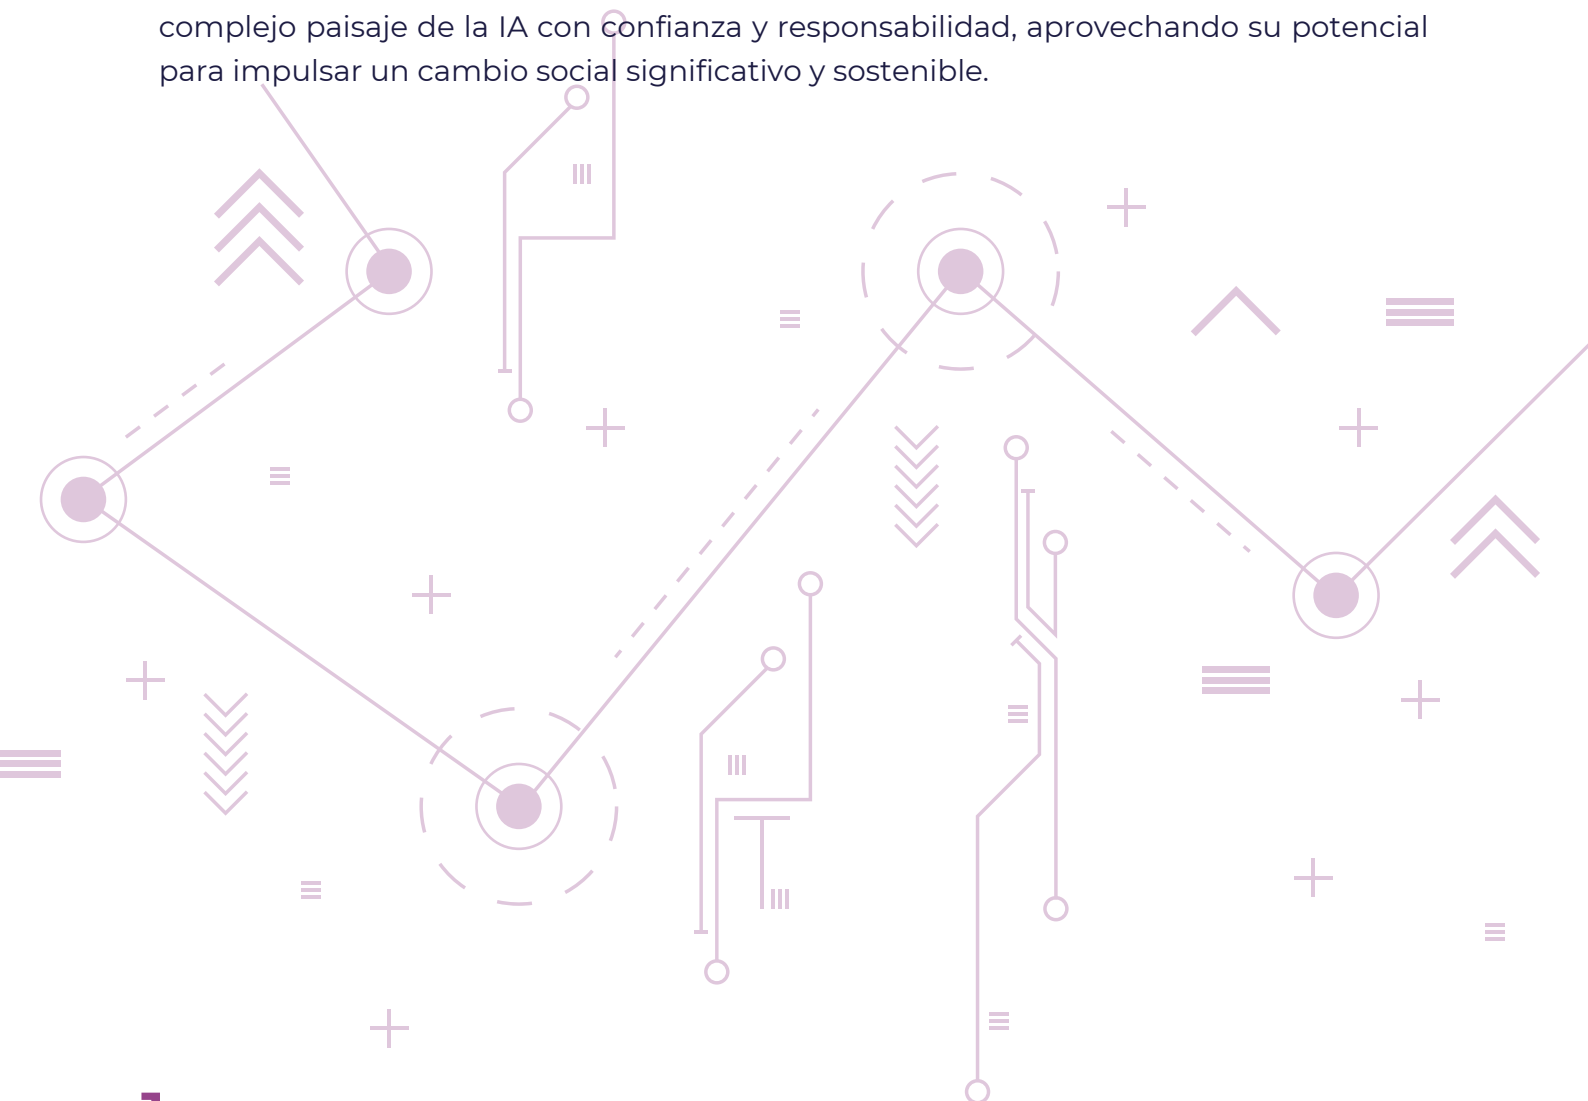 complejo paisaje de la IA con confianza y responsabilidad, aprovechando su potencial
para impulsar un cambio social significativo y sostenible.